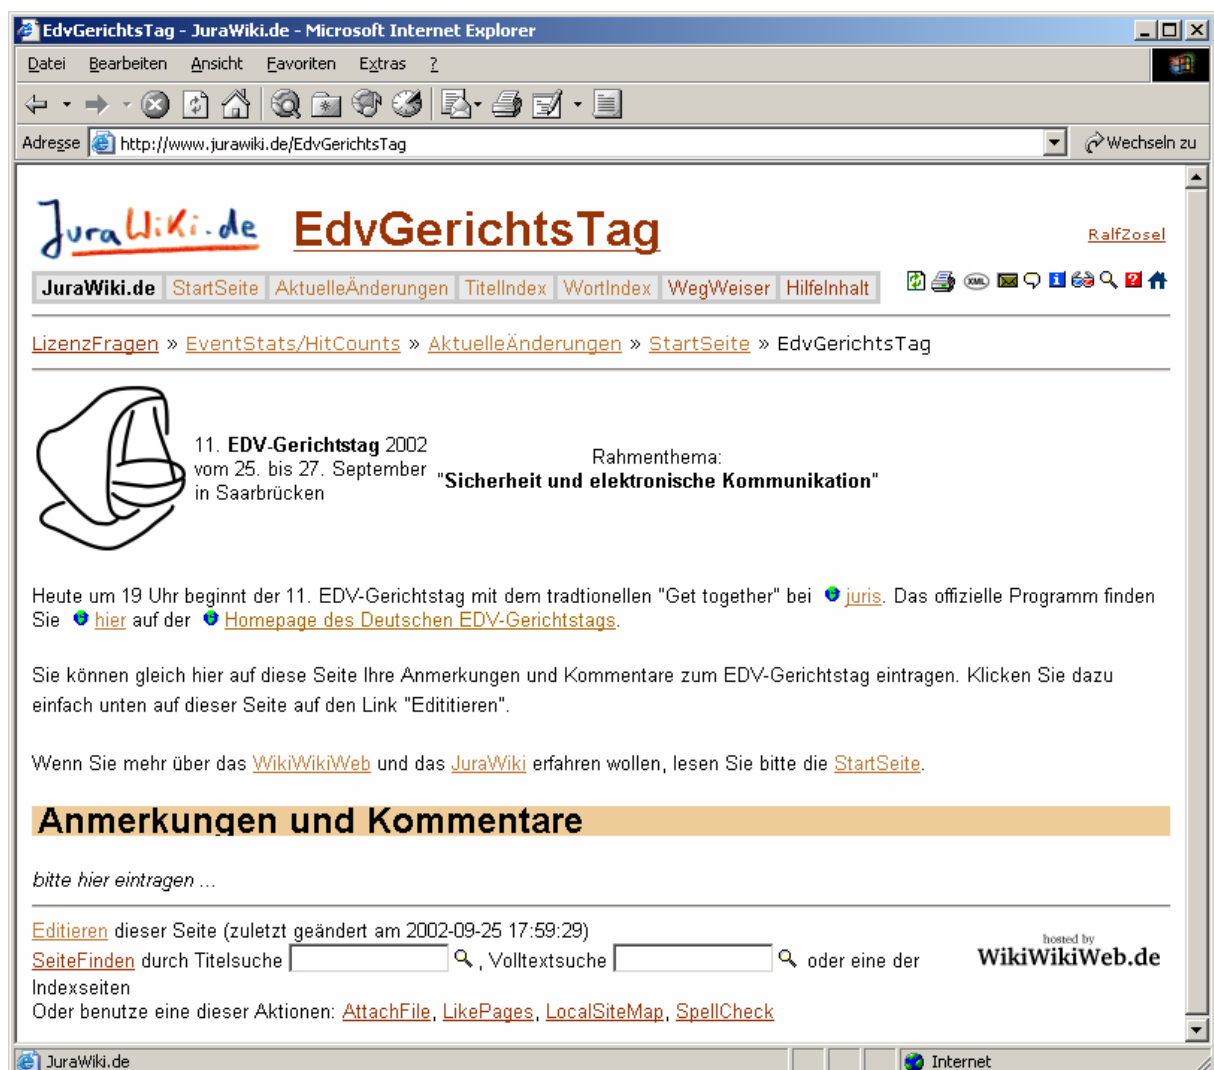 EdvGerichtsTag - JuraWiki.de - Microsoft Internet Explorer
Datei Bearbeiten Ansicht Favoriten Extras ?
Adresse http://www.jurawiki.de/EdvGerichtsTag Wechseln zu
JuraWiki.de EdvGerichtsTag RalfZosel
JuraWiki.de StartSeite AktuelleÄnderungen TitelIndex WortIndex WegWeiser HilfeInhalt XML
LizenzFragen » EventStats/HitCounts » AktuelleÄnderungen » StartSeite » EdvGerichtsTag
11. EDV-Gerichtstag 2002
vom 25. bis 27. September
in Saarbrücken
Rahmenthema:
"Sicherheit und elektronische Kommunikation"
Heute um 19 Uhr beginnt der 11. EDV-Gerichtstag mit dem tradtionellen "Get together" bei juris. Das offizielle Programm finden
Sie hier auf der Homepage des Deutschen EDV-Gerichtstags.
Sie können gleich hier auf diese Seite Ihre Anmerkungen und Kommentare zum EDV-Gerichtstag eintragen. Klicken Sie dazu
einfach unten auf dieser Seite auf den Link "Edititieren".
Wenn Sie mehr über das WikiWikiWeb und das JuraWiki erfahren wollen, lesen Sie bitte die StartSeite.
Anmerkungen und Kommentare
bitte hier eintragen ...
Editieren dieser Seite (zuletzt geändert am 2002-09-25 17:59:29)
SeiteFinden durch Titelsuche , Volltextsuche oder eine der
Indexseiten
Oder benutze eine dieser Aktionen: AttachFile, LikePages, LocalSiteMap, SpellCheck
hosted by
WikiWikiWeb.de
JuraWiki.de Internet